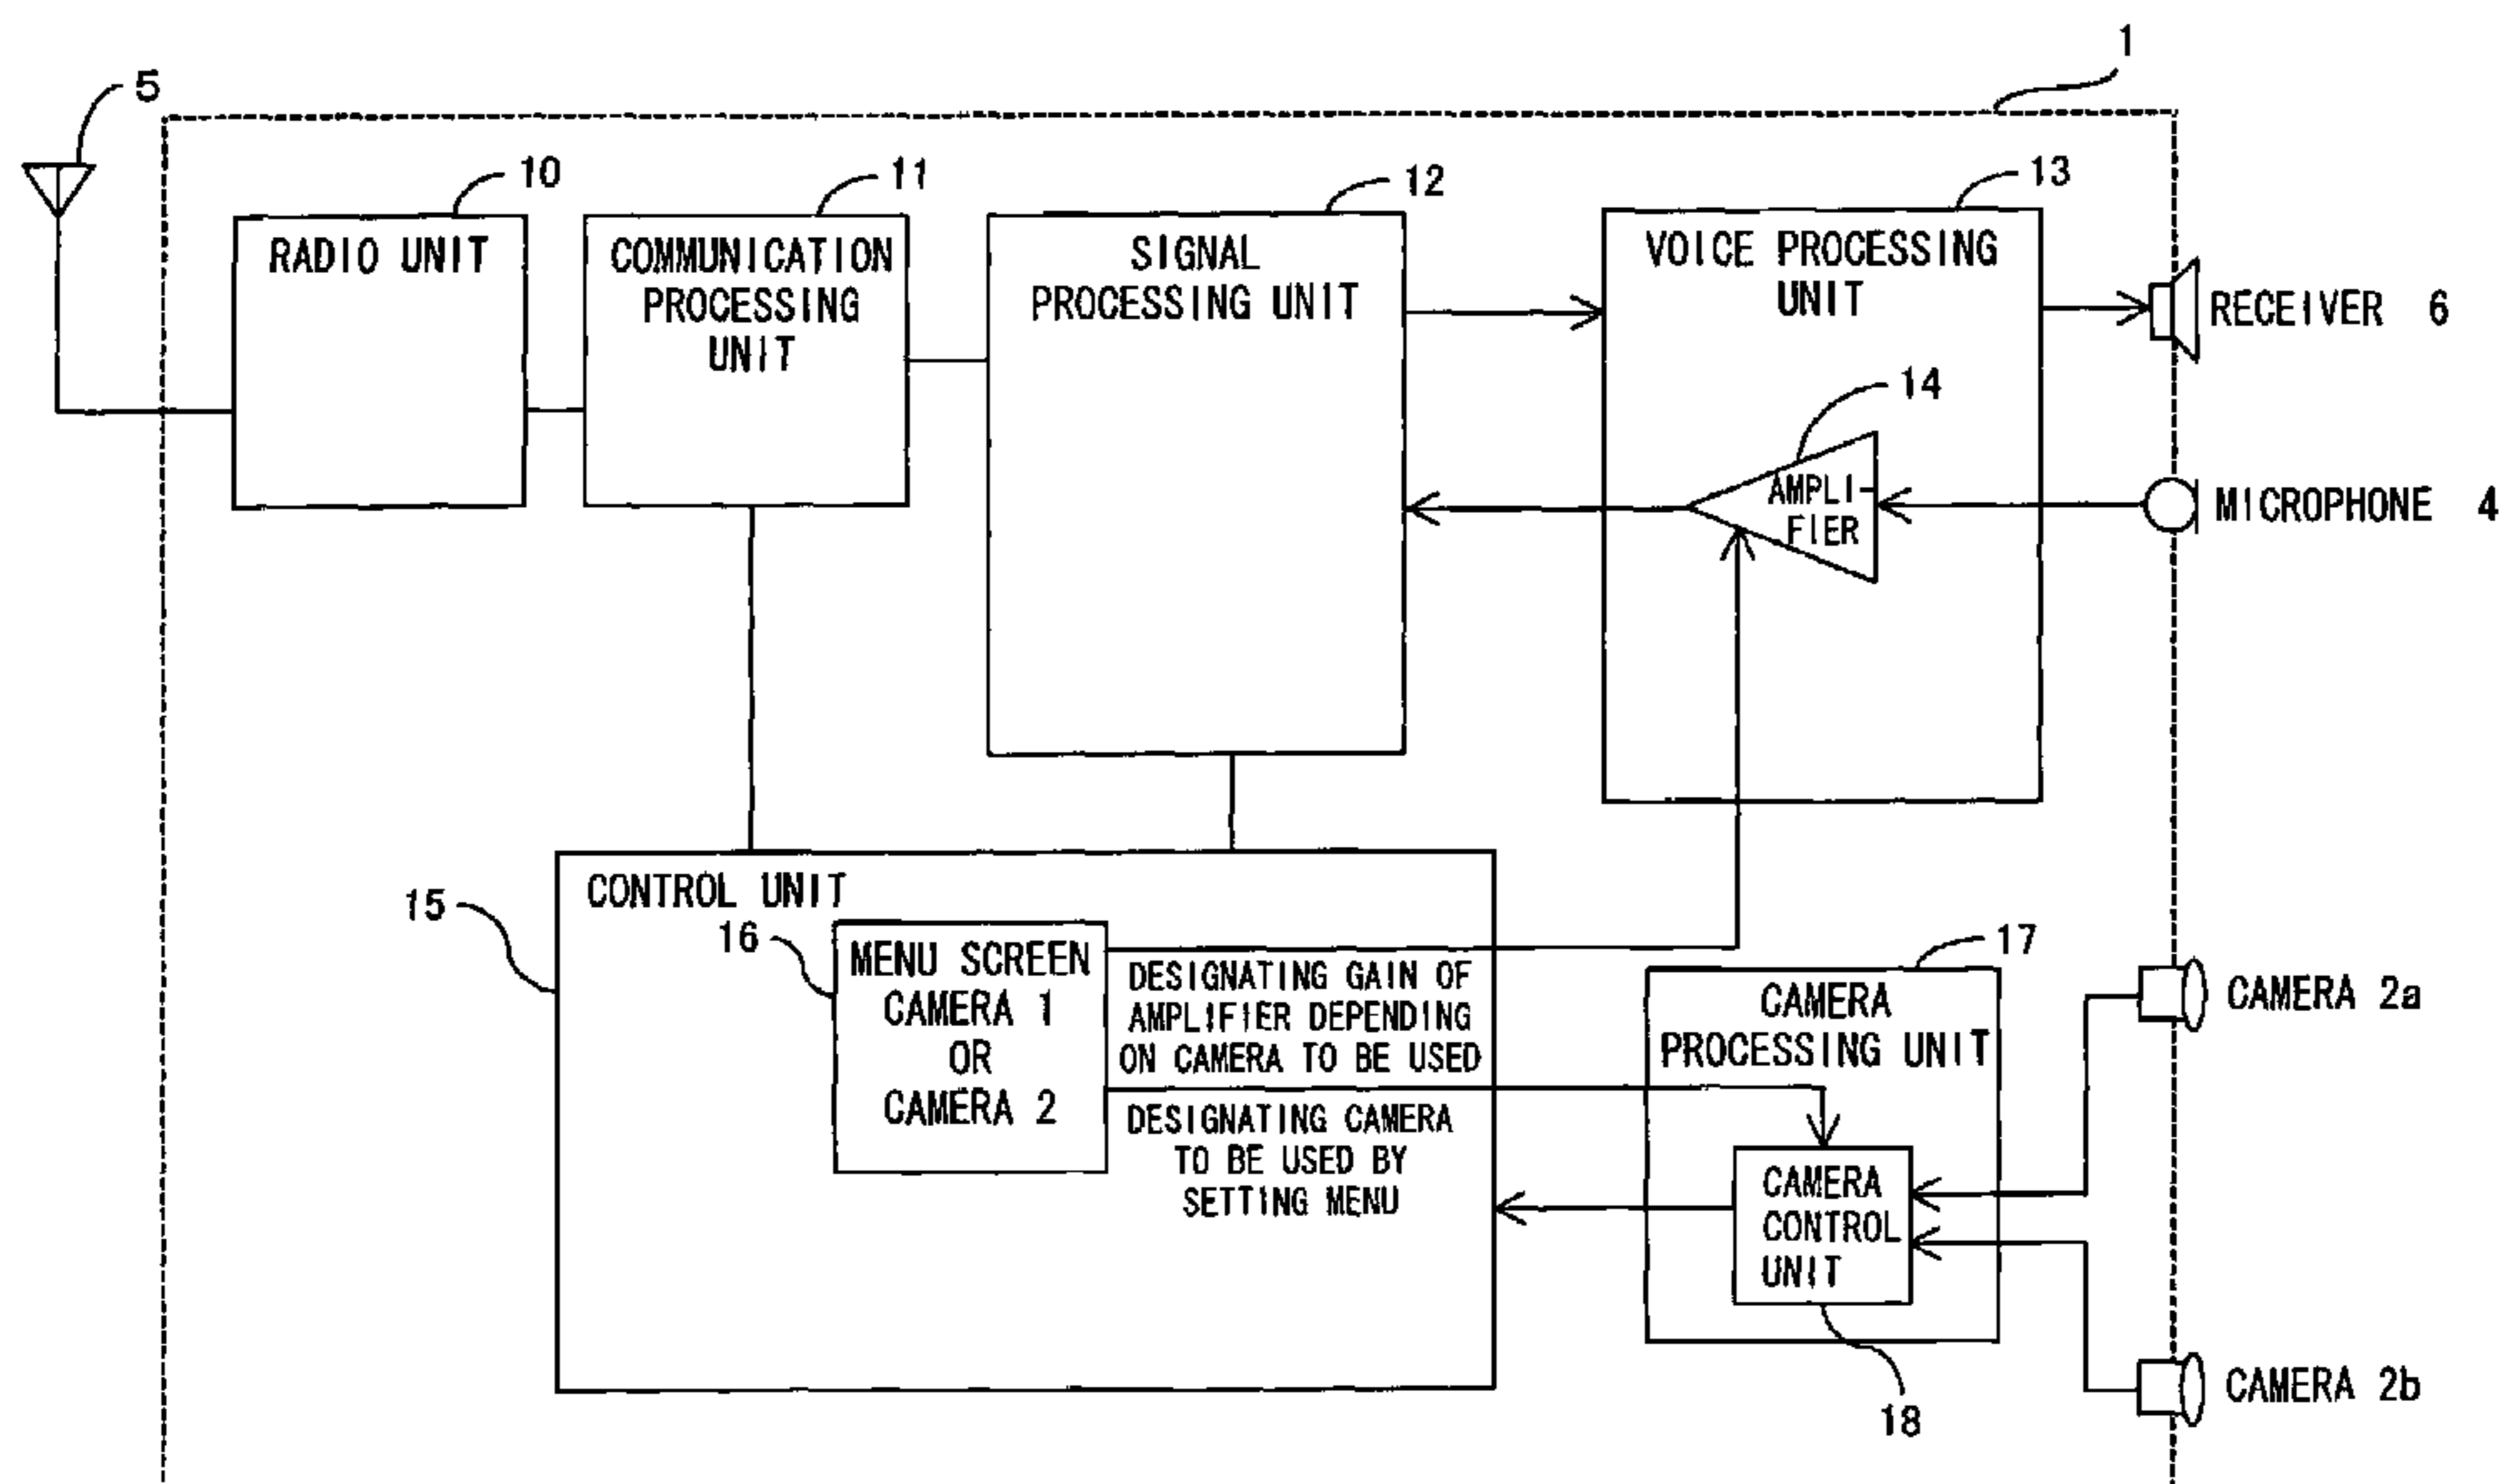 1
5
10
11
12
13
RADIO UNIT
COMMUNICATION
PROCESSING
UNIT
SIGNAL
PROCESSING UNIT
VOICE PROCESSING
UNIT
RECEIVER 6
14
AMPLI-
FIER
MICROPHONE 4
15
CONTROL UNIT
16
MENU SCREEN
CAMERA 1
OR
CAMERA 2
DESIGNATING GAIN OF
AMPLIFIER DEPENDING
ON CAMERA TO BE USED
DESIGNATING CAMERA
TO BE USED BY
SETTING MENU
17
CAMERA
PROCESSING UNIT
CAMERA 2a
CAMERA
CONTROL
UNIT
18
CAMERA 2b